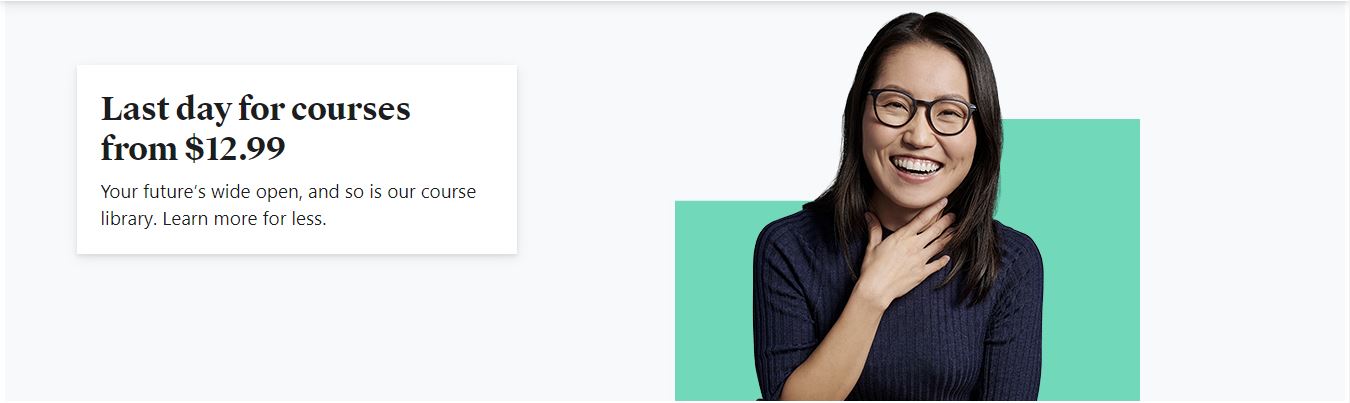 Last day for courses
from $12.99
Your future’s wide open, and so is our course
library. Learn more for less.